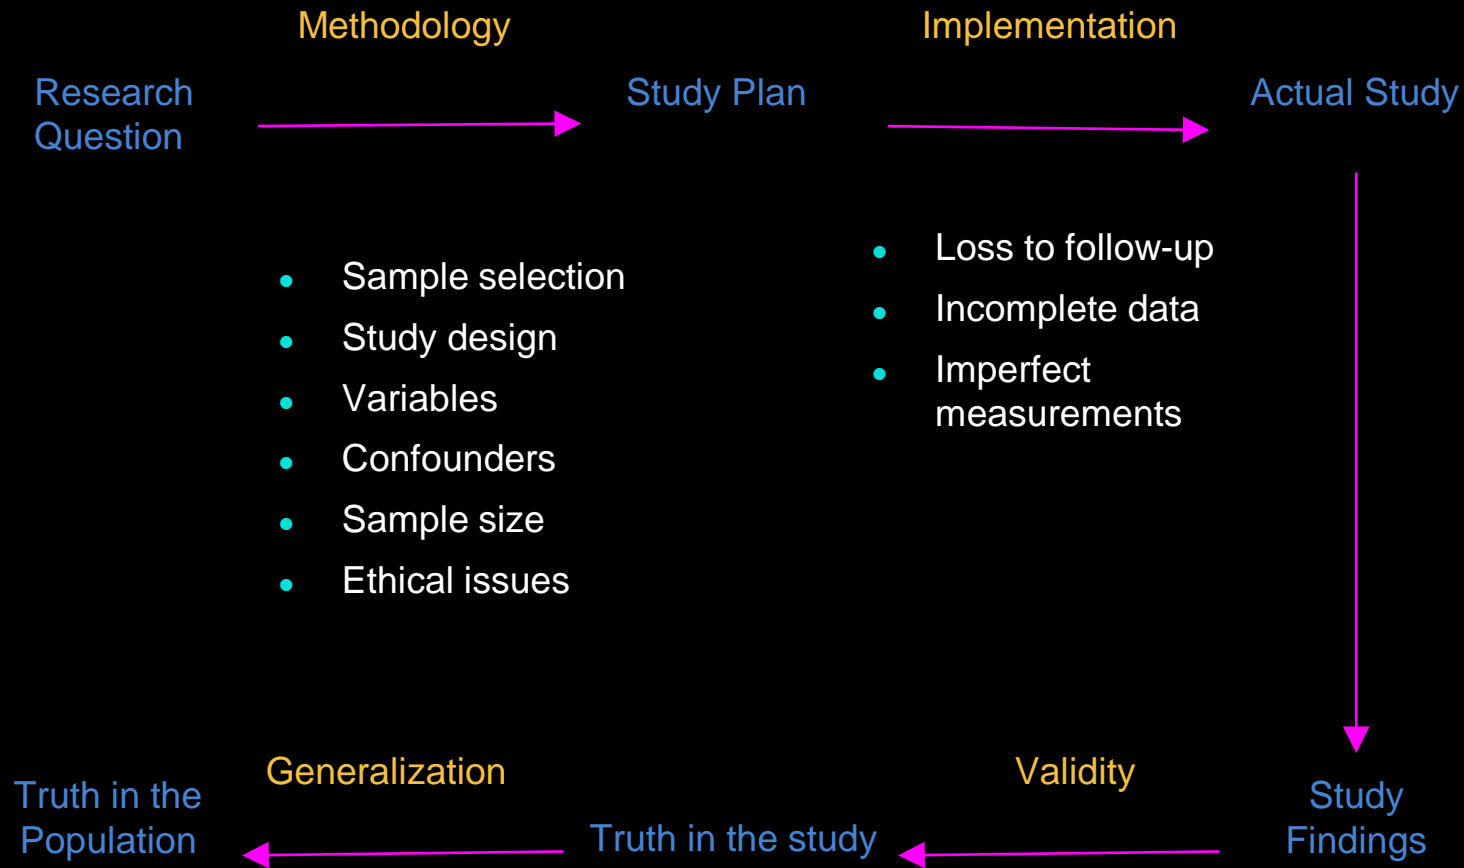 Methodology
Implementation
Research
Question
Study Plan
Actual Study
● Sample selection
● Study design
● Variables
● Confounders
● Sample size
● Ethical issues
● Loss to follow-up
● Incomplete data
● Imperfect
measurements
Generalization
Validity
Truth in the
Population
Truth in the study
Study
Findings